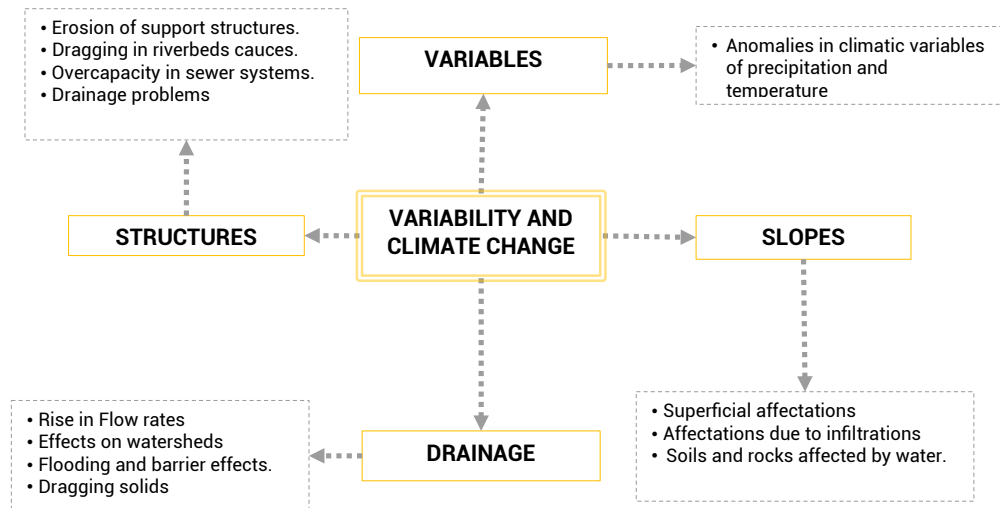 • Erosion of support structures.
• Dragging in riverbeds cauces.
• Overcapacity in sewer systems.
• Drainage problems
VARIABLES
• Anomalies in climatic variables
of precipitation and
temperature
STRUCTURES
VARIABILITY AND
CLIMATE CHANGE
SLOPES
• Rise in Flow rates
• Effects on watersheds
• Flooding and barrier effects.
• Dragging solids
DRAINAGE
• Superficial affectations
• Affectations due to infiltrations
• Soils and rocks affected by water.